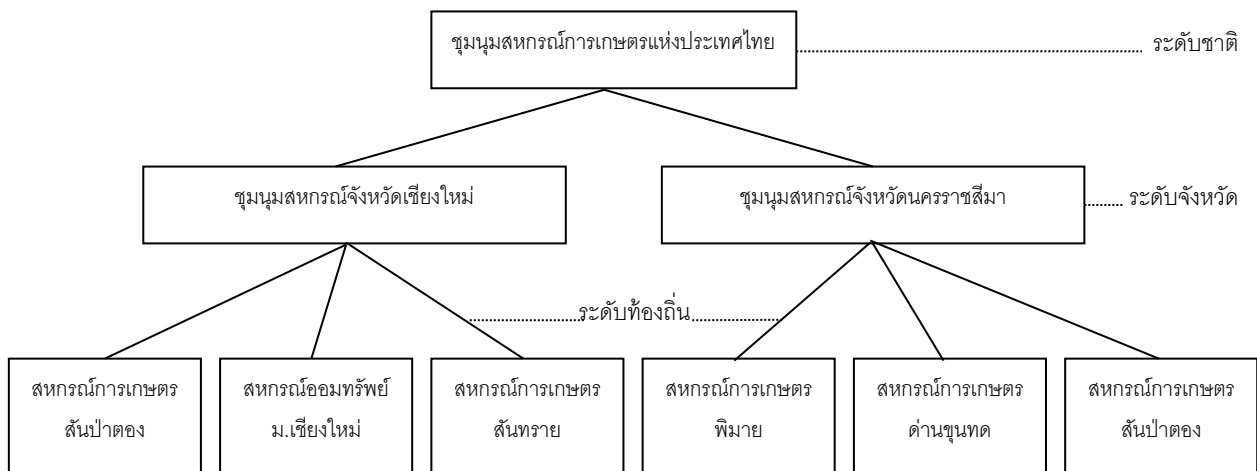 ชุมนุมสหกรณ์การเกษตรแห่งประเทศไทย
ระดับชาติ
ชุมนุมสหกรณ์จังหวัดเชียงใหม่
ชุมนุมสหกรณ์จังหวัดนครราชสีมา
ระดับจังหวัด
ระดับท้องถิ่น
สหกรณ์การเกษตร
สันป่าตอง
สหกรณ์ออมทรัพย์
ม.เชียงใหม่
สหกรณ์การเกษตร
สันทราย
สหกรณ์การเกษตร
พิมาย
สหกรณ์การเกษตร
ด่านขุนทด
สหกรณ์การเกษตร
สันป่าตอง